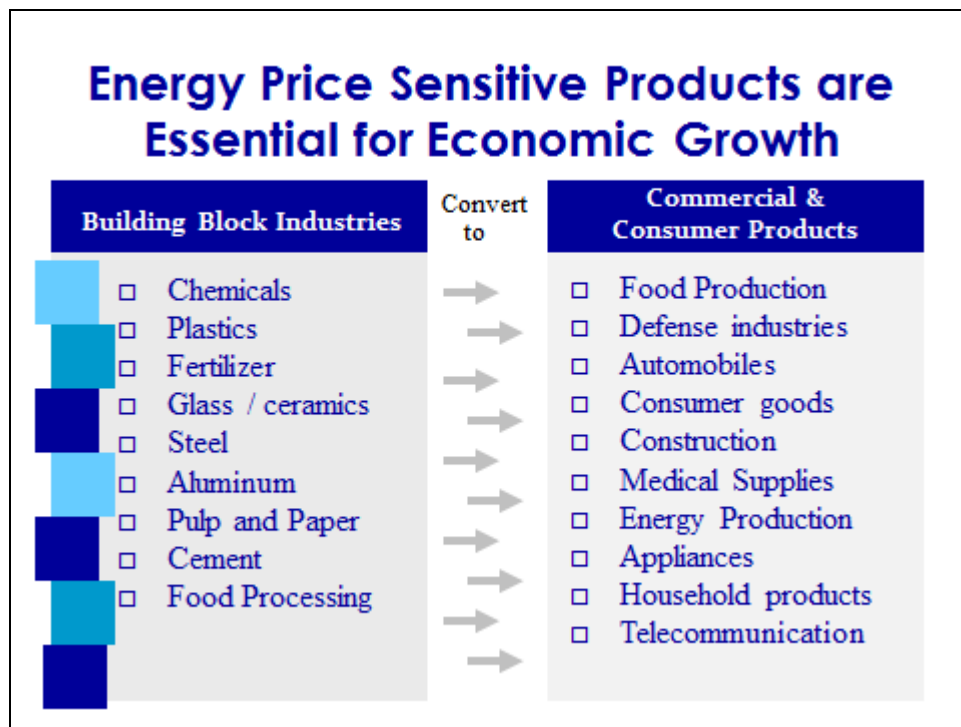 Energy Price Sensitive Products are
Essential for Economic Growth
Building Block Industries
Chemicals
Plastics
Fertilizer
Glass / ceramics
Steel
Aluminum
Pulp and Paper
Cement
Food Processing
Convert
to
Commercial &
Consumer Products
Food Production
Defense industries
Automobiles
Consumer goods
Construction
Medical Supplies
Energy Production
Appliances
Household products
Telecommunication